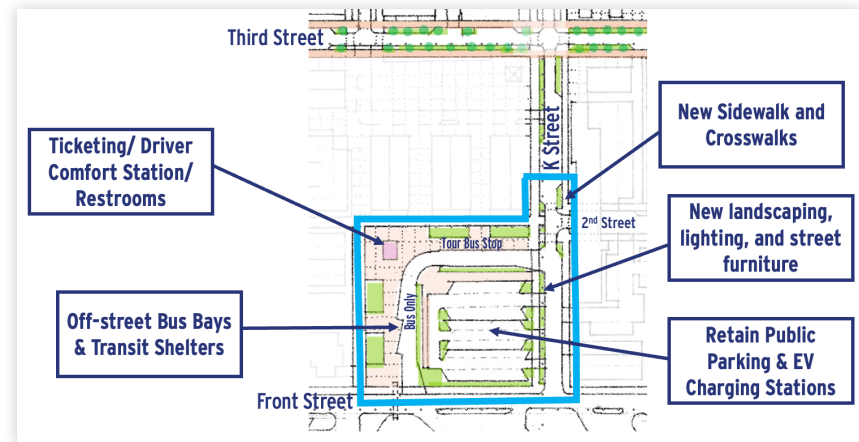 Third Street
K Street
New Sidewalk and
Crosswalks
Ticketing/ Driver
Comfort Station/
Restrooms
2nd Street
New landscaping,
lighting, and street
furniture
Tour Bus Stop
Bus Only
Off-street Bus Bays
& Transit Shelters
Retain Public
Parking & EV
Charging Stations
Front Street